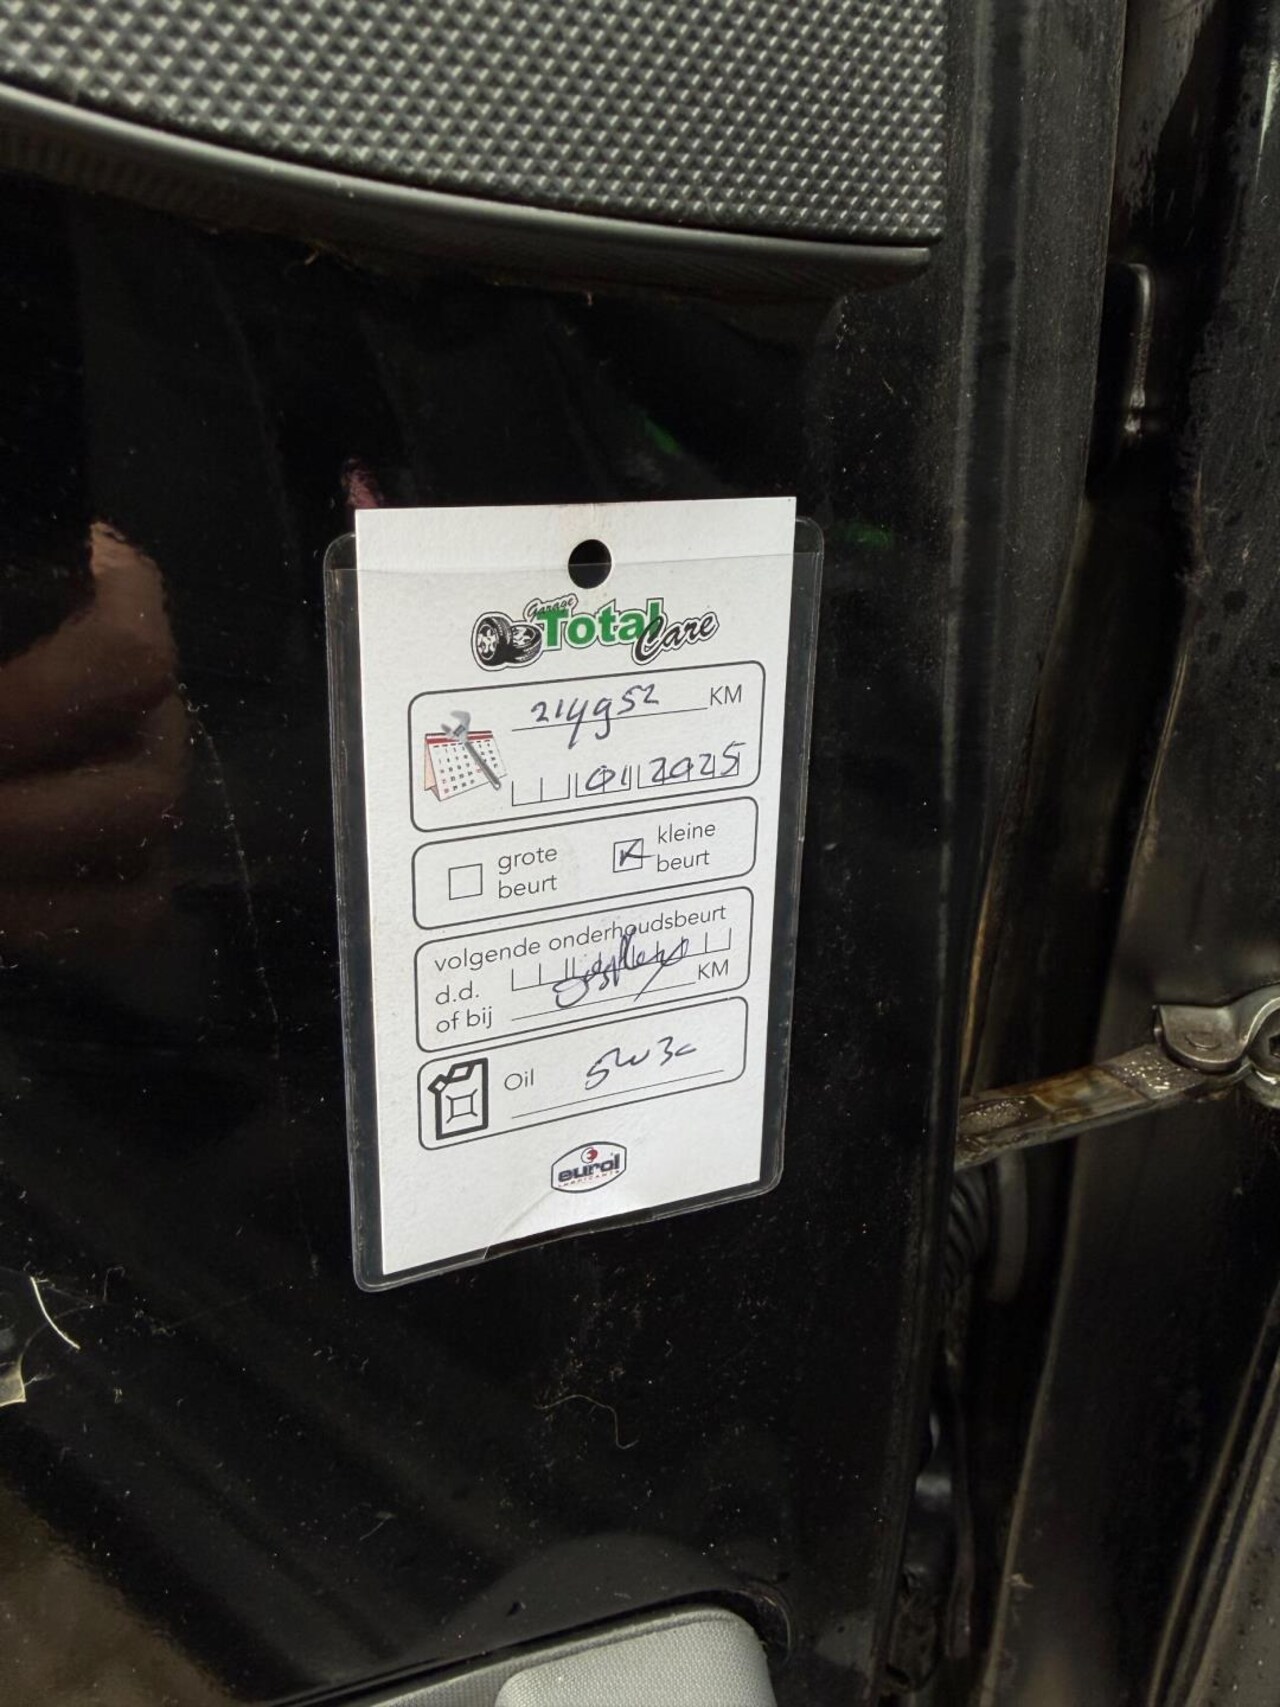 Garage
Total Care
214952 KM
01 2025
grote beurt
kleine beurt
volgende onderhoudsbeurt
d.d.
of bij KM
Oil 5w30
eurol
LUBRICANTS